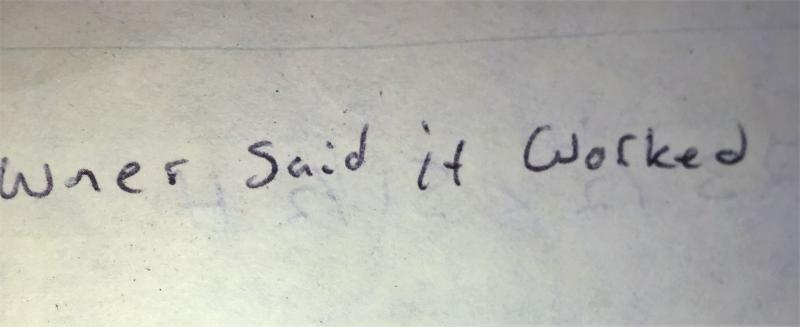 wner Said it Worked